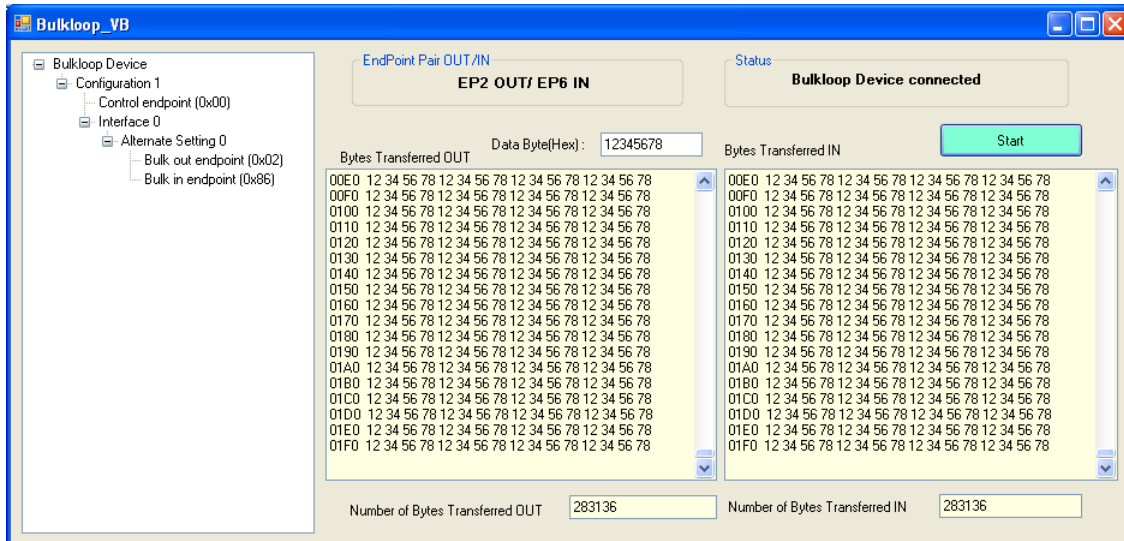 Bulkloop_VB
Bulkloop Device
Configuration 1
Control endpoint (0x00)
Interface 0
Alternate Setting 0
Bulk out endpoint (0x02)
Bulk in endpoint (0x86)
EndPoint Pair OUT/IN
EP2 OUT/ EP6 IN
Status
Bulkloop Device connected
Data Byte(Hex) : 12345678
Start
Bytes Transferred OUT
00E0 12 34 56 78 12 34 56 78 12 34 56 78 12 34 56 78
00F0 12 34 56 78 12 34 56 78 12 34 56 78 12 34 56 78
0100 12 34 56 78 12 34 56 78 12 34 56 78 12 34 56 78
0110 12 34 56 78 12 34 56 78 12 34 56 78 12 34 56 78
0120 12 34 56 78 12 34 56 78 12 34 56 78 12 34 56 78
0130 12 34 56 78 12 34 56 78 12 34 56 78 12 34 56 78
0140 12 34 56 78 12 34 56 78 12 34 56 78 12 34 56 78
0150 12 34 56 78 12 34 56 78 12 34 56 78 12 34 56 78
0160 12 34 56 78 12 34 56 78 12 34 56 78 12 34 56 78
0170 12 34 56 78 12 34 56 78 12 34 56 78 12 34 56 78
0180 12 34 56 78 12 34 56 78 12 34 56 78 12 34 56 78
0190 12 34 56 78 12 34 56 78 12 34 56 78 12 34 56 78
01A0 12 34 56 78 12 34 56 78 12 34 56 78 12 34 56 78
01B0 12 34 56 78 12 34 56 78 12 34 56 78 12 34 56 78
01C0 12 34 56 78 12 34 56 78 12 34 56 78 12 34 56 78
01D0 12 34 56 78 12 34 56 78 12 34 56 78 12 34 56 78
01E0 12 34 56 78 12 34 56 78 12 34 56 78 12 34 56 78
01F0 12 34 56 78 12 34 56 78 12 34 56 78 12 34 56 78
Number of Bytes Transferred OUT 283136
Bytes Transferred IN
00E0 12 34 56 78 12 34 56 78 12 34 56 78 12 34 56 78
00F0 12 34 56 78 12 34 56 78 12 34 56 78 12 34 56 78
0100 12 34 56 78 12 34 56 78 12 34 56 78 12 34 56 78
0110 12 34 56 78 12 34 56 78 12 34 56 78 12 34 56 78
0120 12 34 56 78 12 34 56 78 12 34 56 78 12 34 56 78
0130 12 34 56 78 12 34 56 78 12 34 56 78 12 34 56 78
0140 12 34 56 78 12 34 56 78 12 34 56 78 12 34 56 78
0150 12 34 56 78 12 34 56 78 12 34 56 78 12 34 56 78
0160 12 34 56 78 12 34 56 78 12 34 56 78 12 34 56 78
0170 12 34 56 78 12 34 56 78 12 34 56 78 12 34 56 78
0180 12 34 56 78 12 34 56 78 12 34 56 78 12 34 56 78
0190 12 34 56 78 12 34 56 78 12 34 56 78 12 34 56 78
01A0 12 34 56 78 12 34 56 78 12 34 56 78 12 34 56 78
01B0 12 34 56 78 12 34 56 78 12 34 56 78 12 34 56 78
01C0 12 34 56 78 12 34 56 78 12 34 56 78 12 34 56 78
01D0 12 34 56 78 12 34 56 78 12 34 56 78 12 34 56 78
01E0 12 34 56 78 12 34 56 78 12 34 56 78 12 34 56 78
01F0 12 34 56 78 12 34 56 78 12 34 56 78 12 34 56 78
Number of Bytes Transferred IN 283136